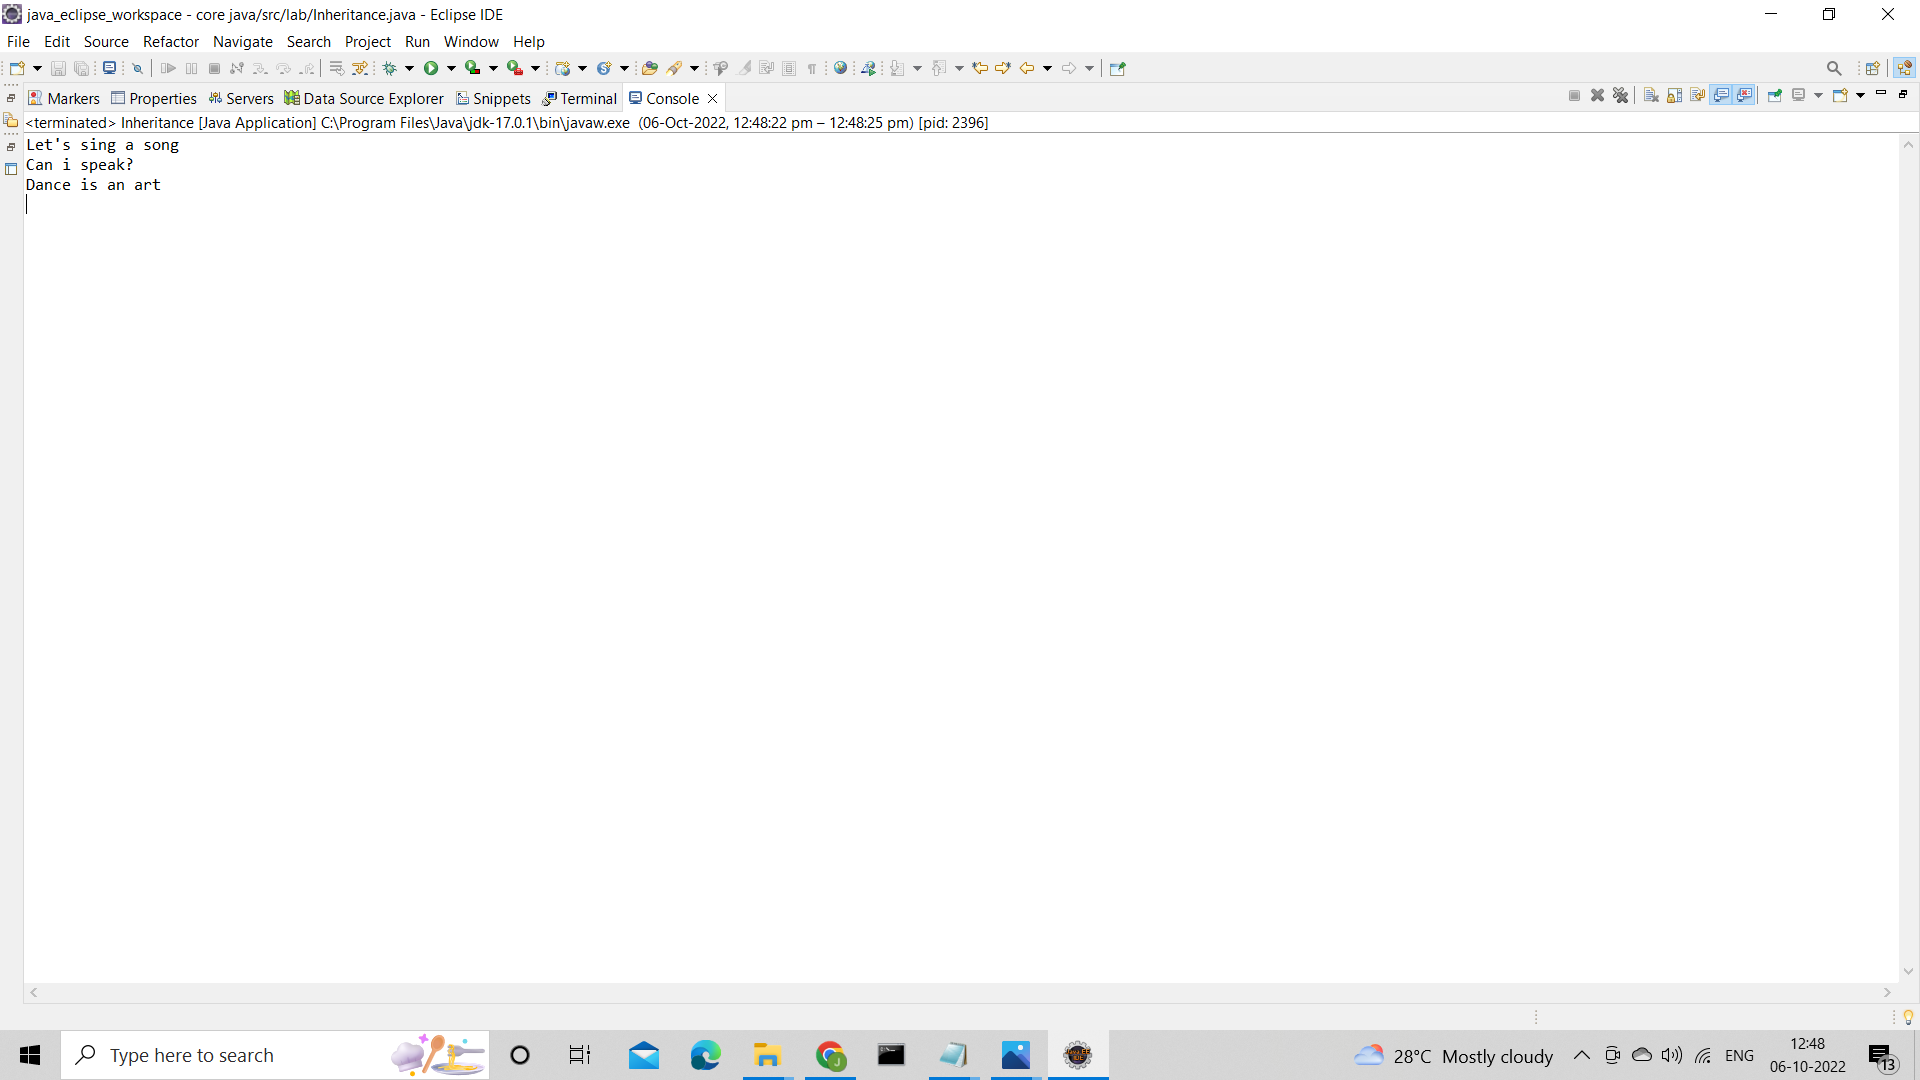 java_eclipse_workspace - core java/src/lab/Inheritance.java - Eclipse IDE
File Edit Source Refactor Navigate Search Project Run Window Help
Markers Properties Servers Data Source Explorer Snippets Terminal Console
<terminated> Inheritance [Java Application] C:\Program Files\Java\jdk-17.0.1\bin\javaw.exe (06-Oct-2022, 12:48:22 pm – 12:48:25 pm) [pid: 2396]
Let's sing a song
Can i speak?
Dance is an art
Type here to search
28°C Mostly cloudy
ENG
12:48
06-10-2022
13